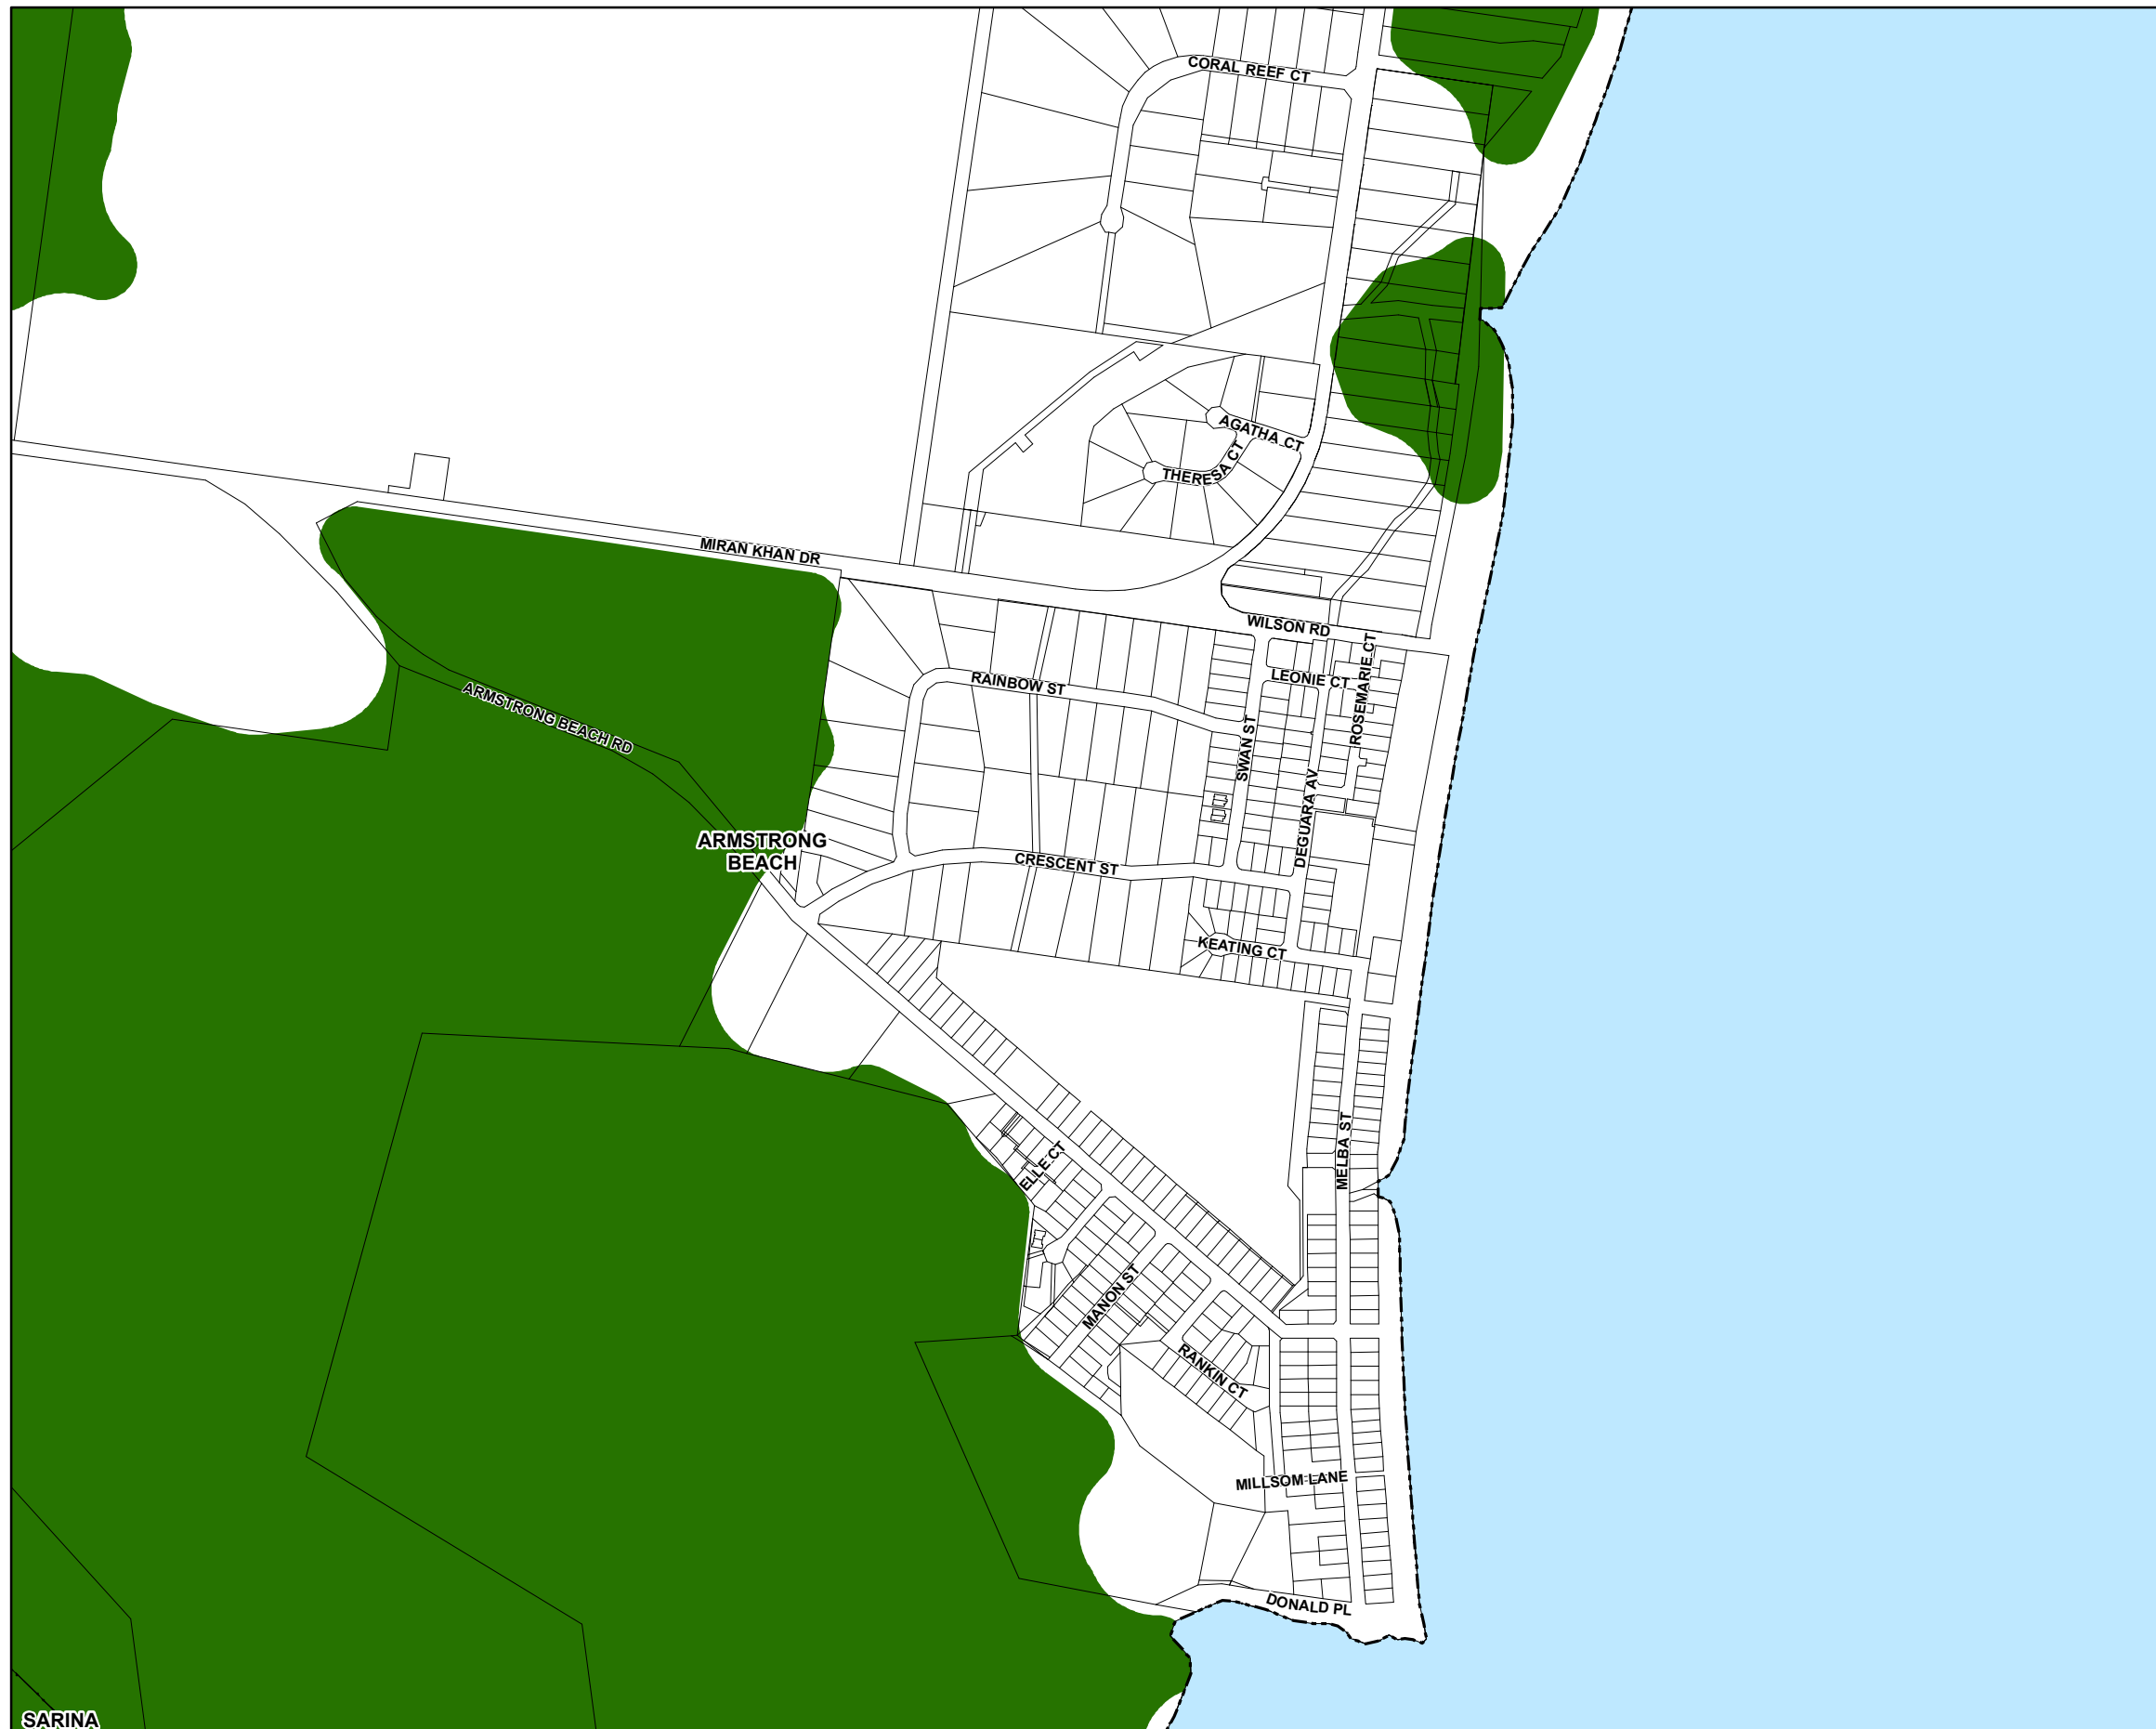 CORAL REEF CT
AGATHA CT
THERESA CT
MIRAN KHAN DR
WILSON RD
LEONIE CT
ROSEMARIE CT
RAINBOW ST
ARMSTRONG BEACH RD
SWAN ST
DEGUARA AV
ARMSTRONG
BEACH
CRESCENT ST
KEATING CT
MELBA ST
ELLE CT
MANON ST
RANKIN CT
MILLSOM LANE
DONALD PL
SARINA